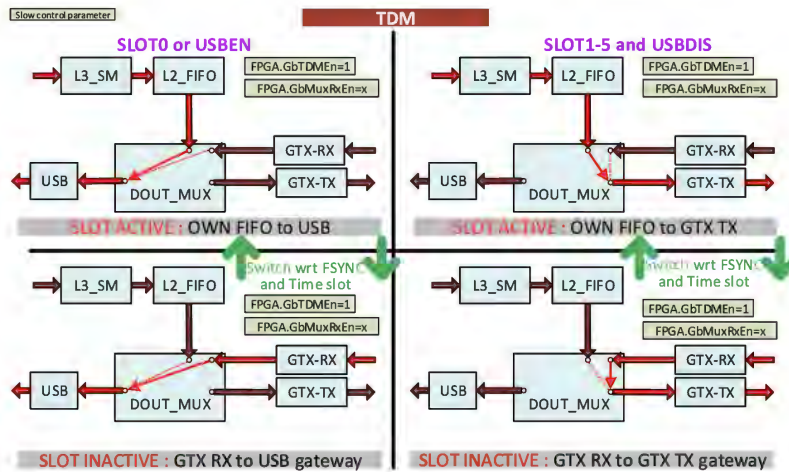 Slow control parameter
TDM
SLOT0 or USBEN
L3_SM
L2_FIFO
FPGA.GbTDMEn=1
FPGA.GbMuxRxEn=x
GTX-RX
USB
GTX-TX
DOUT_MUX
SLOT ACTIVE : OWN FIFO to USB
SLOT1-5 and USBDIS
L3_SM
L2_FIFO
FPGA.GbTDMEn=1
FPGA.GbMuxRxEn=x
GTX-RX
USB
GTX-TX
DOUT_MUX
SLOT ACTIVE : OWN FIFO to GTX TX
Switch wrt FSYNC
and Time slot
L3_SM
L2_FIFO
FPGA.GbTDMEn=1
FPGA.GbMuxRxEn=x
GTX-RX
USB
GTX-TX
DOUT_MUX
SLOT INACTIVE : GTX RX to USB gateway
Switch wrt FSYNC
and Time slot
L3_SM
L2_FIFO
FPGA.GbTDMEn=1
FPGA.GbMuxRxEn=x
GTX-RX
USB
GTX-TX
DOUT_MUX
SLOT INACTIVE : GTX RX to GTX TX gateway